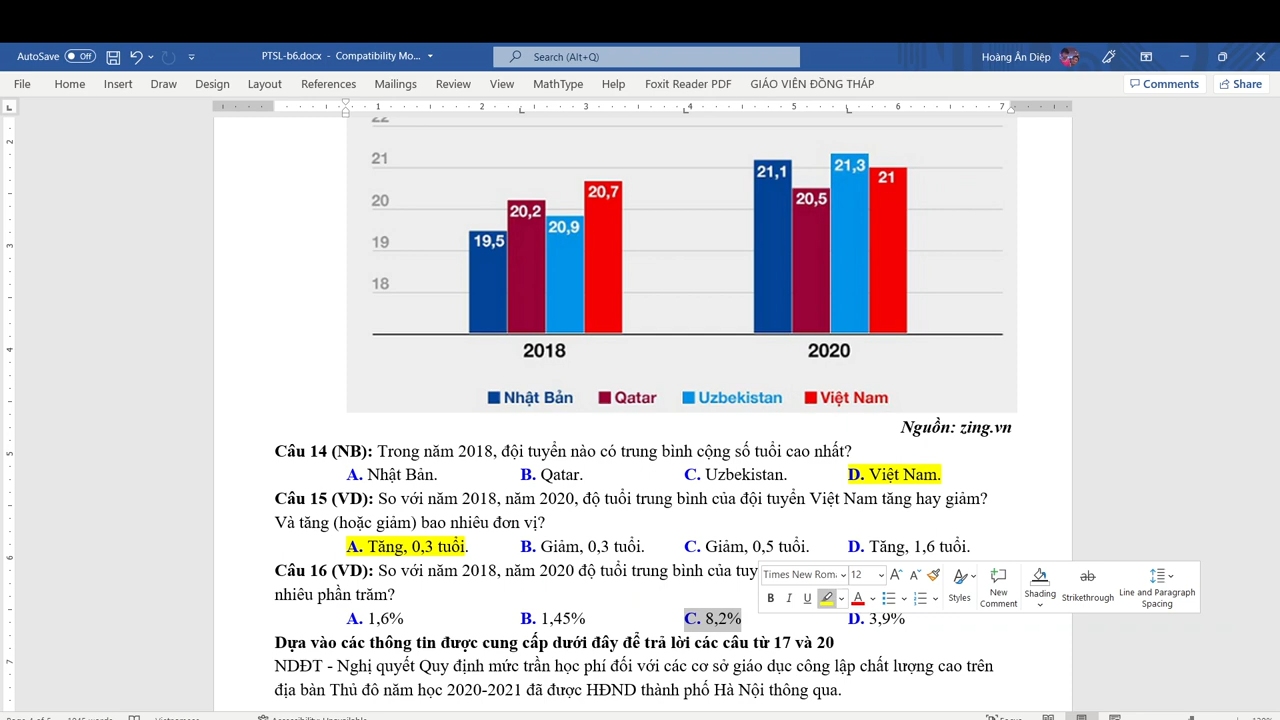 AutoSave Off PTSL-b6.docx - Compatibility Mo... Search (Alt+Q) Hoàng Ân Diệp
File Home Insert Draw Design Layout References Mailings Review View MathType Help Foxit Reader PDF GIÁO VIÊN ĐỒNG THÁP Comments Share
1 2 3 4 5 6 7
22
21
20
19
18
19,5 20,2 20,9 20,7
21,1 20,5 21,3 21
2018 2020
Nhật Bản Qatar Uzbekistan Việt Nam
Nguồn: zing.vn
Câu 14 (NB): Trong năm 2018, đội tuyển nào có trung bình cộng số tuổi cao nhất?
A. Nhật Bản. B. Qatar. C. Uzbekistan. D. Việt Nam.
Câu 15 (VD): So với năm 2018, năm 2020, độ tuổi trung bình của đội tuyển Việt Nam tăng hay giảm?
Và tăng (hoặc giảm) bao nhiêu đơn vị?
A. Tăng, 0,3 tuổi. B. Giảm, 0,3 tuổi. C. Giảm, 0,5 tuổi. D. Tăng, 1,6 tuổi.
Câu 16 (VD): So với năm 2018, năm 2020 độ tuổi trung bình của
nhiêu phần trăm?
Times New Roma 12
B I U Styles New Comment Shading Strikethrough Line and Paragraph Spacing
A. 1,6% B. 1,45% C. 8,2% D. 3,9%
Dựa vào các thông tin được cung cấp dưới đây để trả lời các câu từ 17 và 20
NDĐT - Nghị quyết Quy định mức trần học phí đối với các cơ sở giáo dục công lập chất lượng cao trên
địa bàn Thủ đô năm học 2020-2021 đã được HĐND thành phố Hà Nội thông qua.